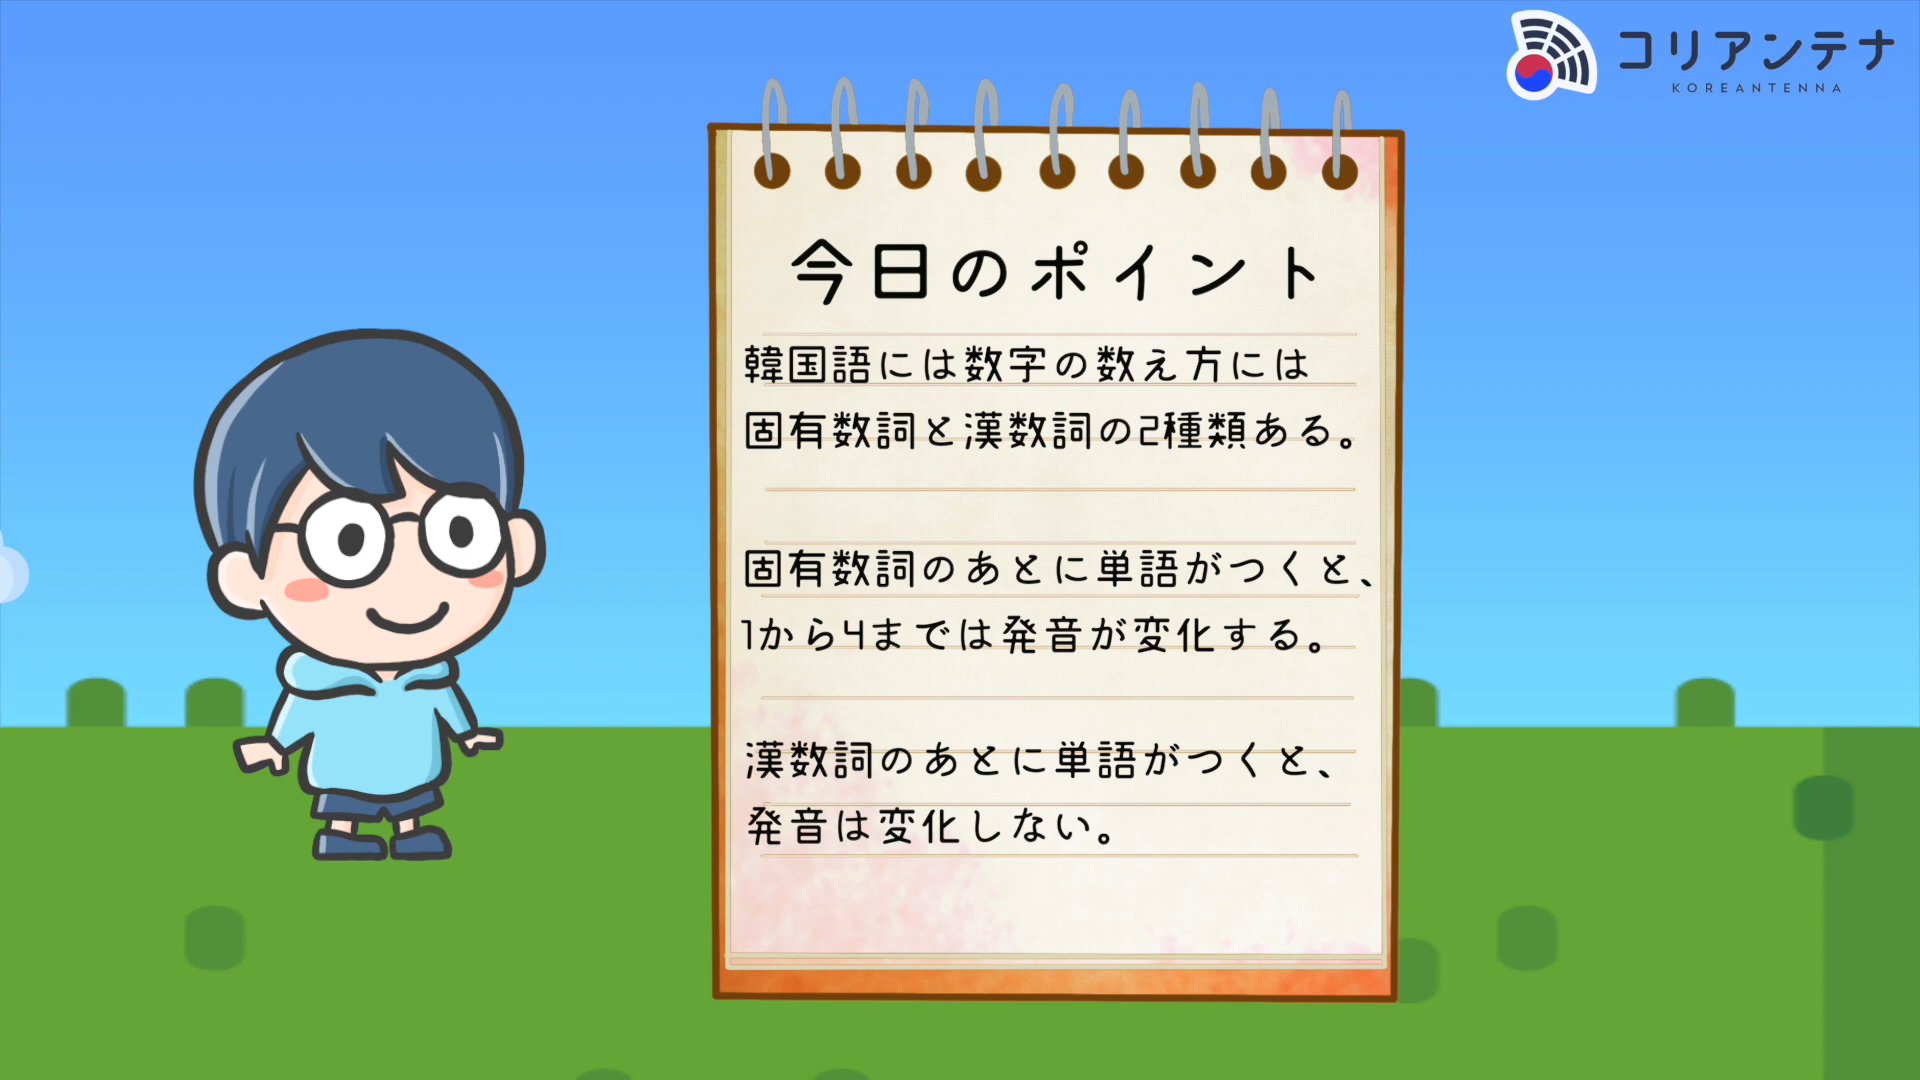 コリアンテナ
KOREANTENNA
今日のポイント
韓国語には数字の数え方には
固有数詞と漢数詞の2種類ある。
固有数詞のあとに単語がつくと、
1から4までは発音が変化する。
漢数詞のあとに単語がつくと、
発音は変化しない。